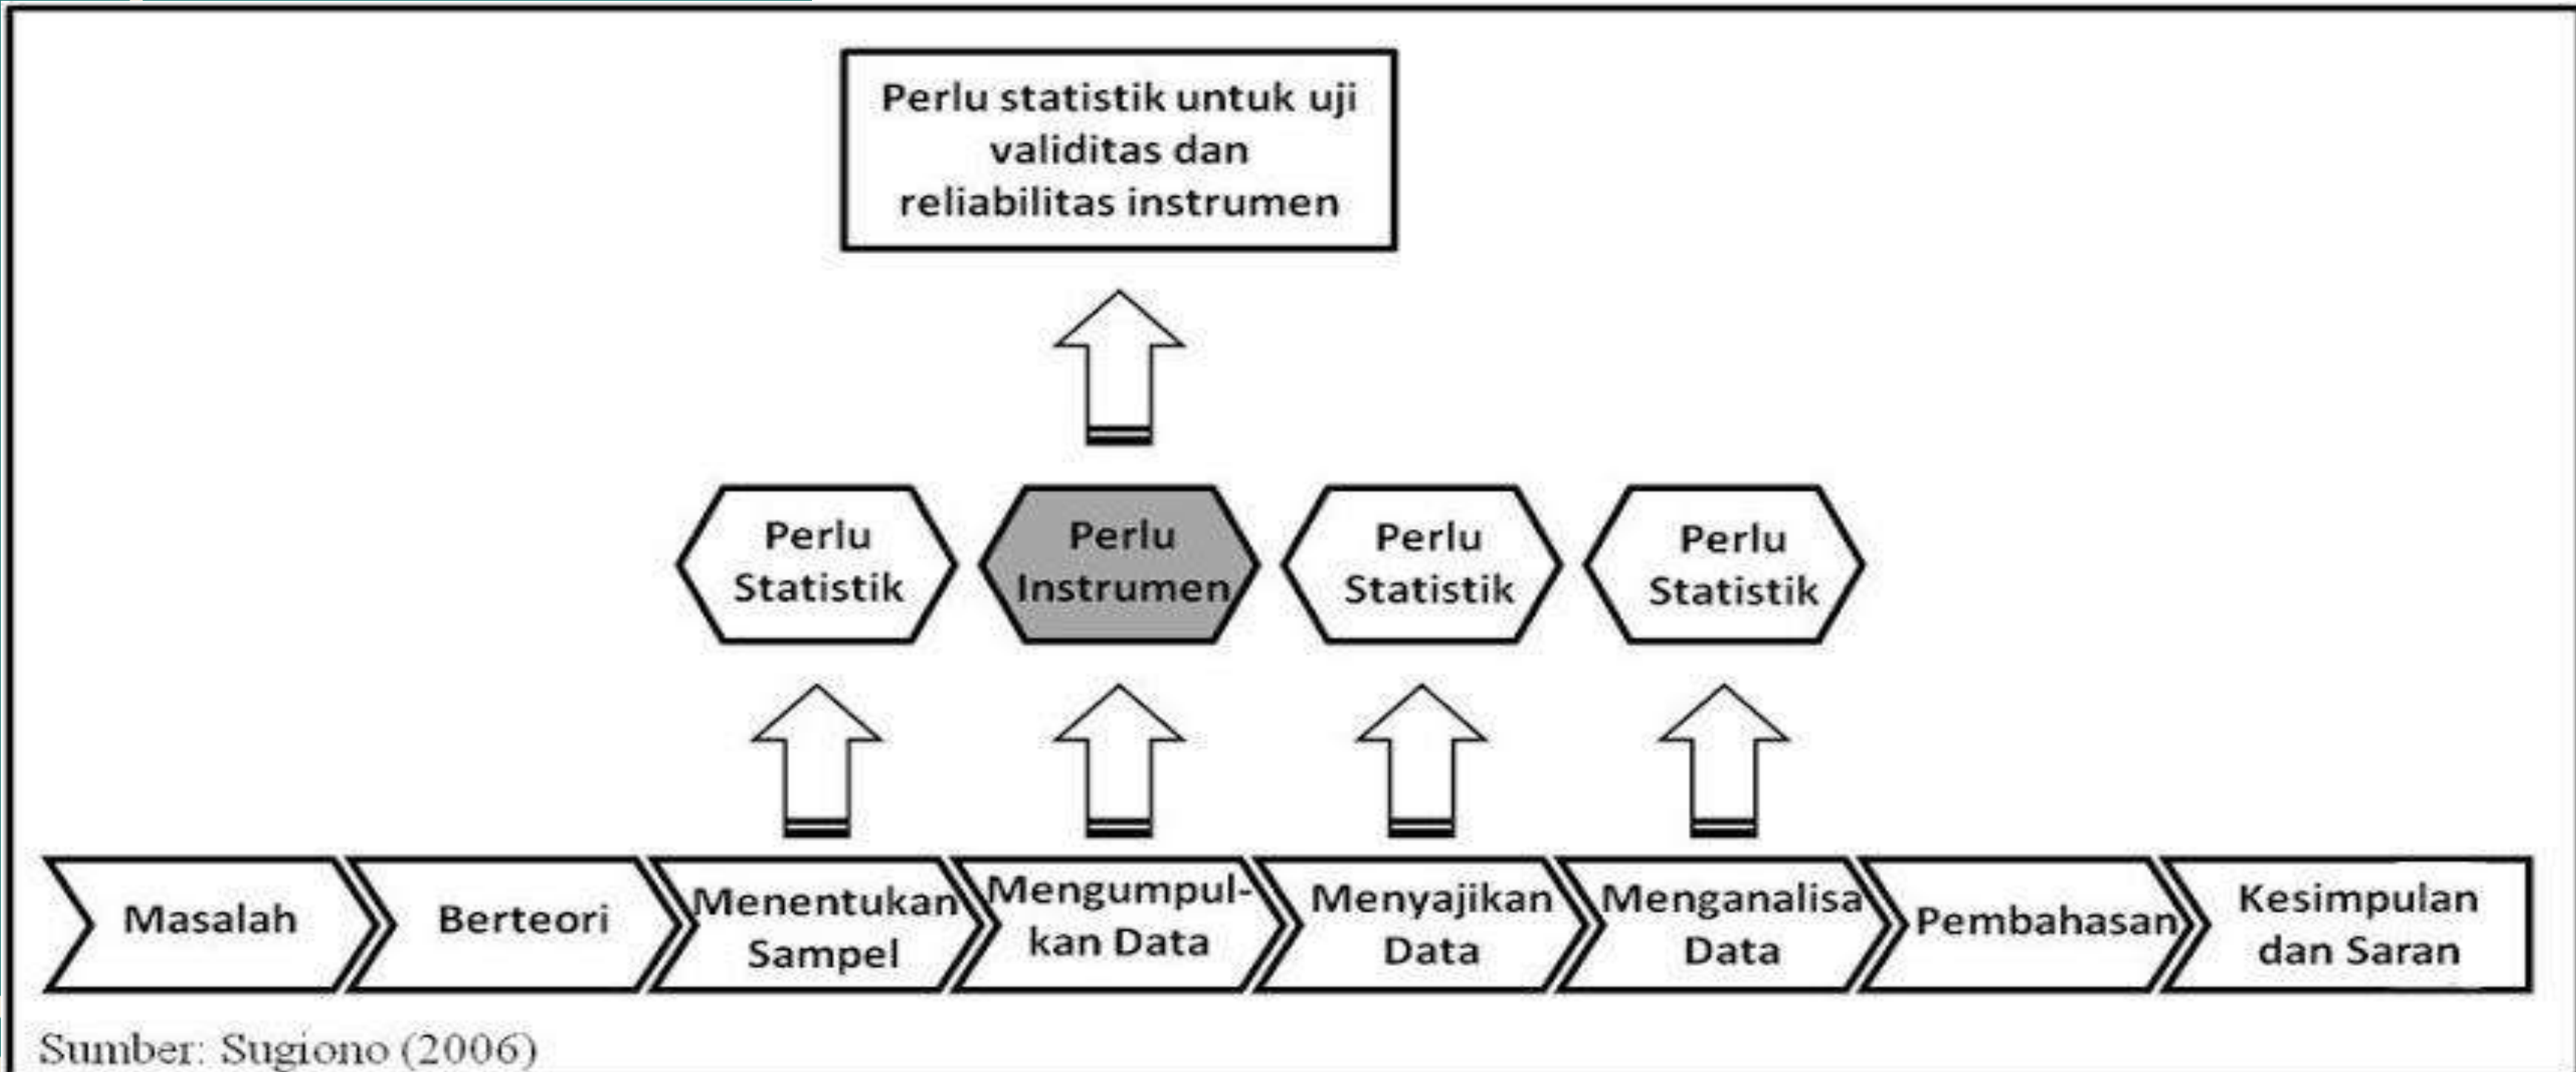 Perlu statistik untuk uji
validitas dan
reliabilitas instrumen
Perlu
Statistik
Perlu
Instrumen
Perlu
Statistik
Perlu
Statistik
Masalah
Berteori
Menentukan
Sampel
Mengumpul-
kan Data
Menyajikan
Data
Menganalisa
Data
Pembahasan
Kesimpulan
dan Saran
Sumber: Sugiono (2006)